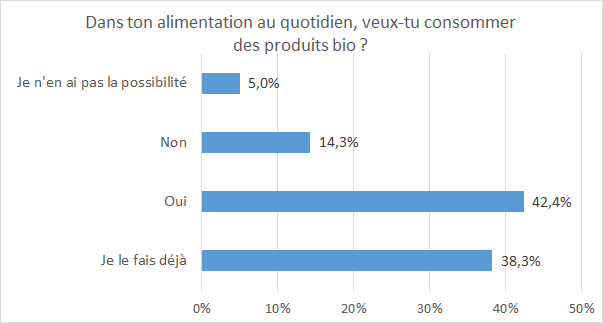 Dans ton alimentation au quotidien, veux-tu consommer
des produits bio ?
Je n'en ai pas la possibilité
5,0%
Non
14,3%
Oui
42,4%
Je le fais déjà
38,3%
0% 10% 20% 30% 40% 50%